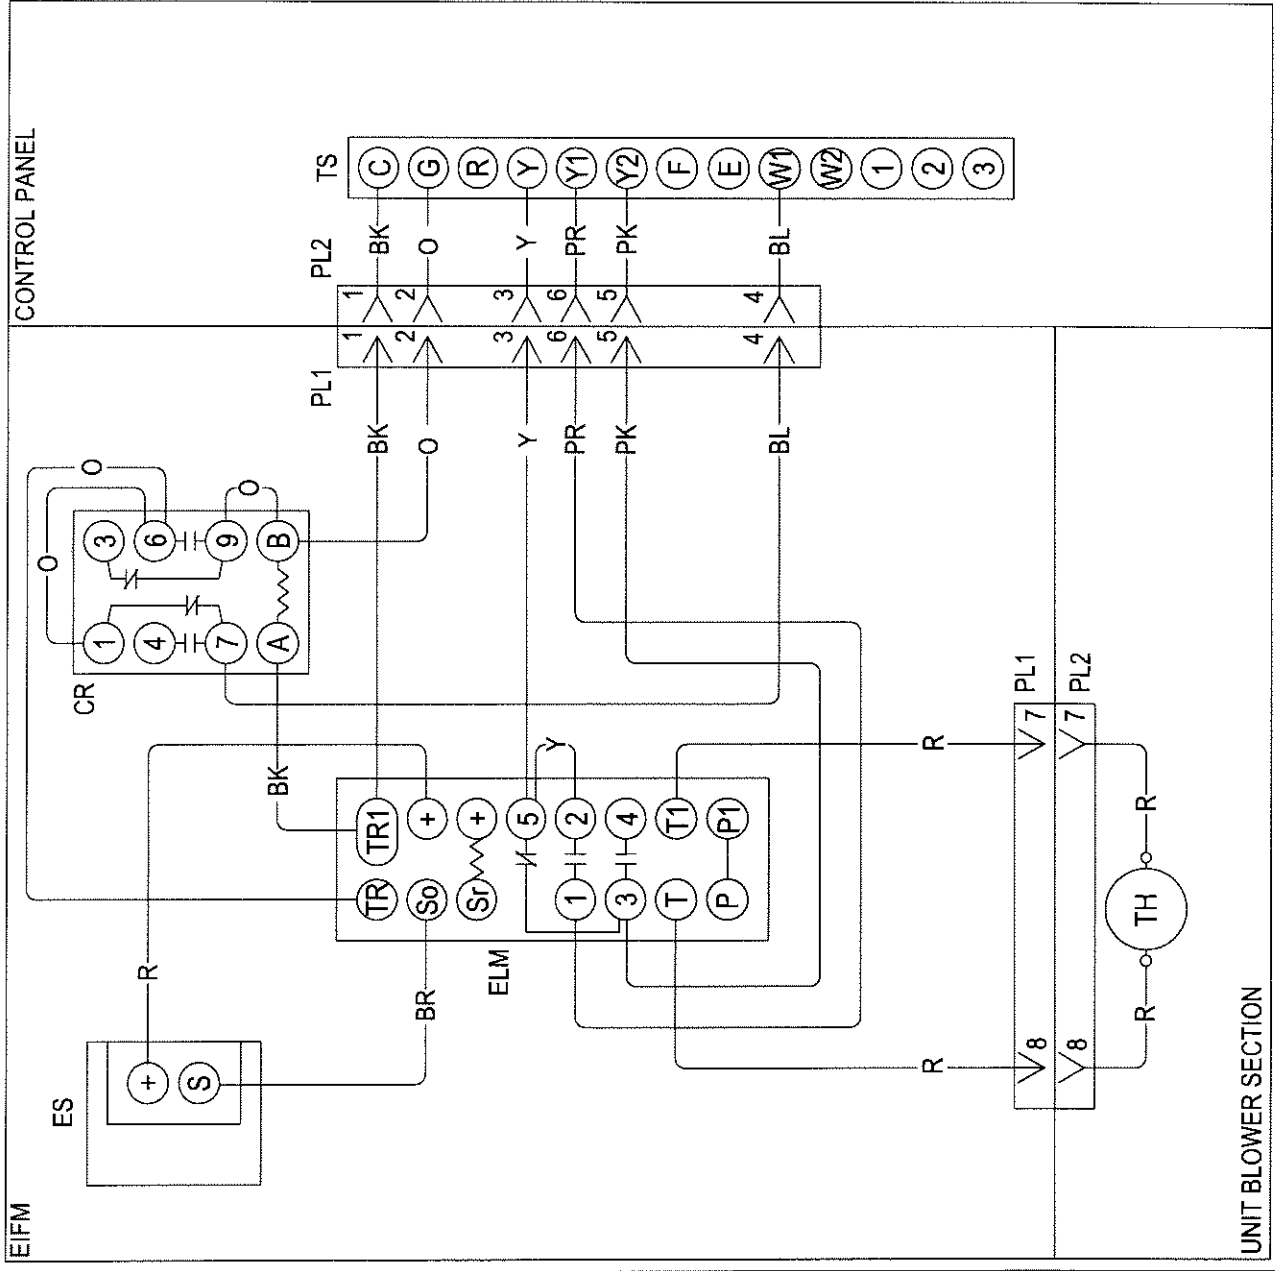 EIFM
CONTROL PANEL
O
ES
CR
O
1 3
+ R
4 6
S
7 9
O
BK
A B
PL1 PL2 TS
TR TR1 BK 1 1 BK C
BR So + O 2 2 O G
Sr + R
ELM
5 Y 3 3 Y Y
Y
1 2 PR 6 6 PR Y1
3 4 PK 5 5 PK Y2
T T1 F
P P1 E
BL 4 4 BL W1
W2
1
2
3
R R
8 7 PL1
8 7 PL2
R TH R
UNIT BLOWER SECTION